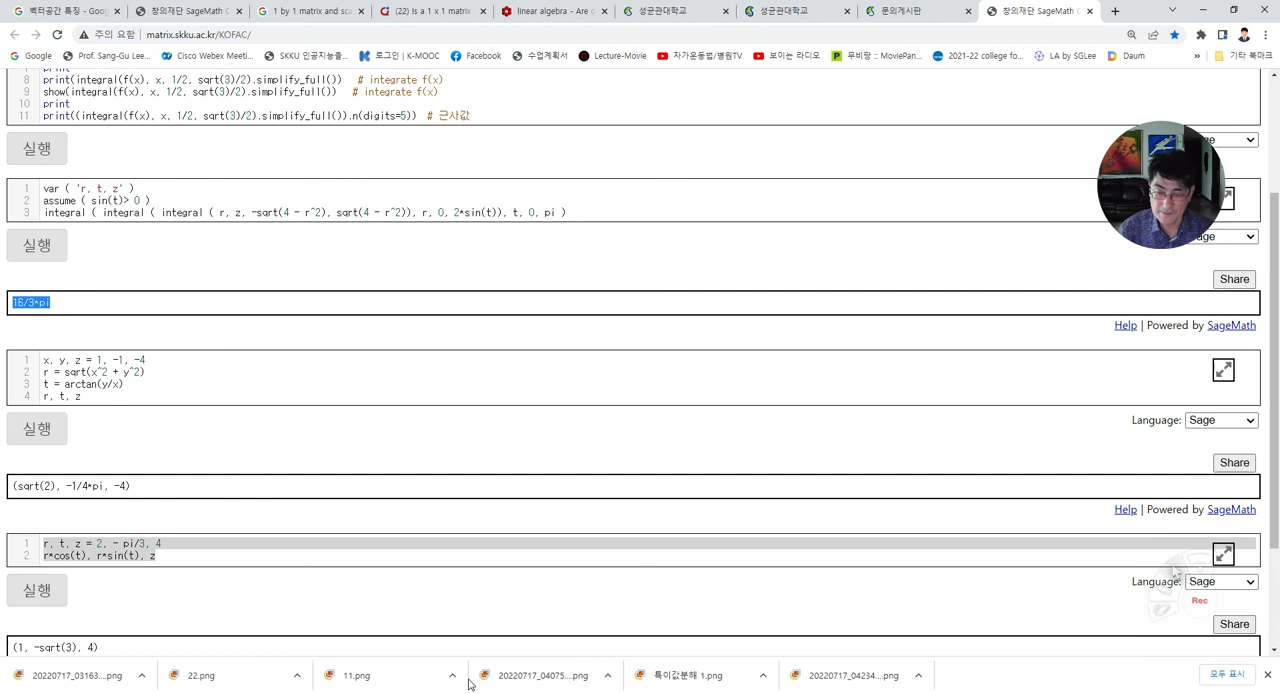 벡터공간 특징 - Goo
창의재단 SageMath C
1 by 1 matrix and sca
(22) Is a 1 x 1 matrix
linear algebra - Are
성균관대학교
성균관대학교
문의게시판
창의재단 SageMath C
주의 요함 | matrix.skku.ac.kr/KOFAC/
Google
Prof. Sang-Gu Lee...
Cisco Webex Meeti...
SKKU 인공지능을...
로그인 | K-MOOC
Facebook
수업계획서
Lecture-Movie
자가운동법/병원TV
보이는 라디오
무비랑 :: MoviePlan...
2021-22 college fo...
LA by SGLee
Daum
»
기타 북마크
7 print
8 print(integral(f(x), x, 1/2, sqrt(3)/2).simplify_full()) # integrate f(x)
9 show(integral(f(x), x, 1/2, sqrt(3)/2).simplify_full()) # integrate f(x)
10 print
11 print((integral(f(x), x, 1/2, sqrt(3)/2).simplify_full()).n(digits=5)) # 근사값
실행
1 var ( 'r, t, z' )
2 assume ( sin(t)> 0 )
3 integral ( integral ( integral ( r, z, -sqrt(4 - r^2), sqrt(4 - r^2)), r, 0, 2*sin(t)), t, 0, pi )
실행
Share
16/3*pi
Help | Powered by SageMath
1 x, y, z = 1, -1, -4
2 r = sqrt(x^2 + y^2)
3 t = arctan(y/x)
4 r, t, z
실행
Language: Sage
Share
(sqrt(2), -1/4*pi, -4)
Help | Powered by SageMath
1 r, t, z = 2, - pi/3, 4
2 r*cos(t), r*sin(t), z
실행
Language: Sage
Rec
Share
(1, -sqrt(3), 4)
20220717_03163....png
22.png
11.png
20220717_04075....png
특이값분해 1.png
20220717_04234....png
모두 표시